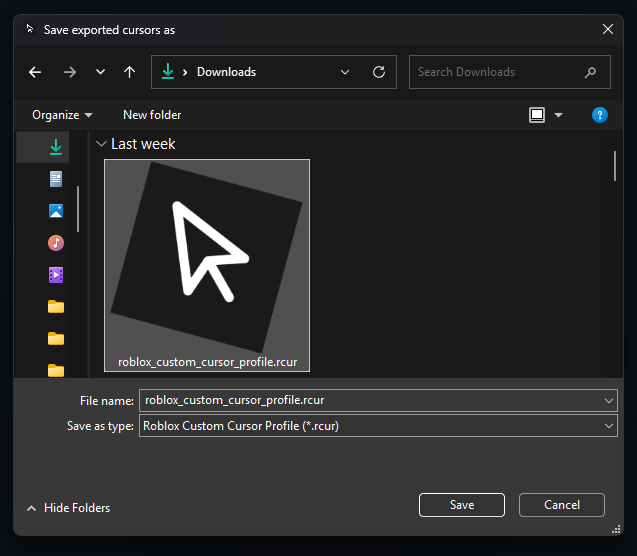 Save exported cursors as
Downloads
Search Downloads
Organize
New folder
?
Last week
roblox_custom_cursor_profile.rcur
File name: roblox_custom_cursor_profile.rcur
Save as type: Roblox Custom Cursor Profile (*.rcur)
Hide Folders
Save
Cancel